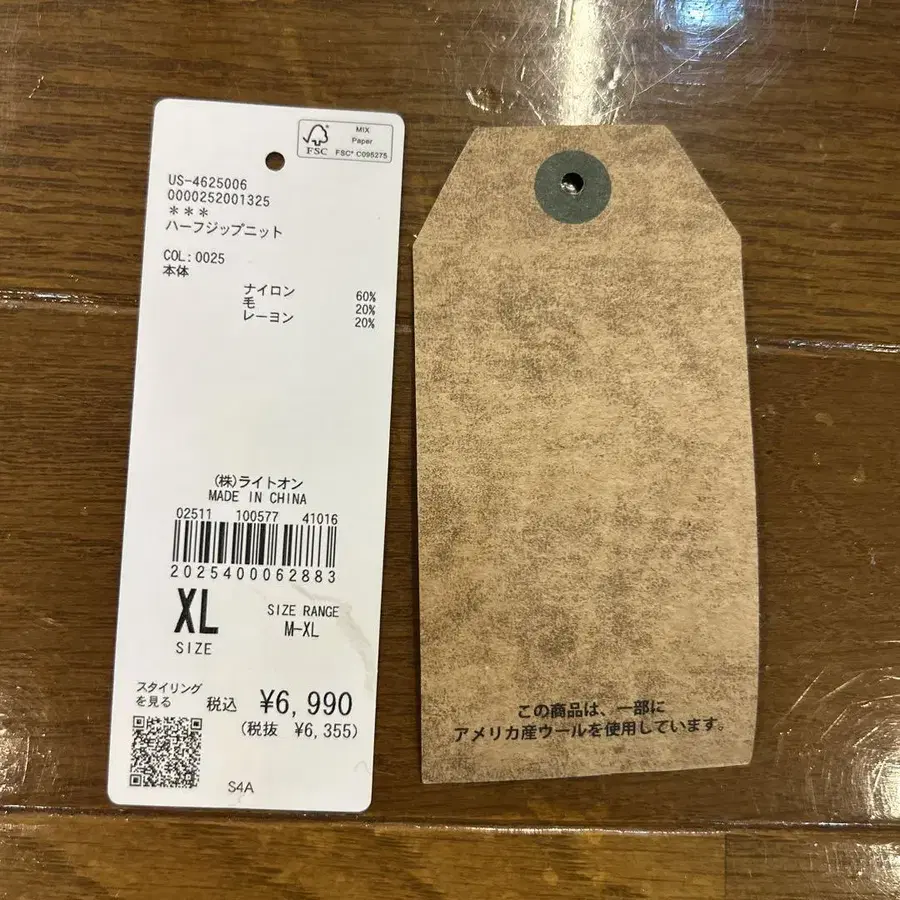 MIX
Paper
FSC
FSC® C095275
US-4625006
0000252001325
＊＊＊
ハーフジップニット
COL:0025
本体
ナイロン 60%
毛 20%
レーヨン 20%
(株)ライトオン
MADE IN CHINA
02511 100577 41016
2025400062883
XL
SIZE
SIZE RANGE
M-XL
スタイリング
を見る
税込 ¥6,990
(税抜 ¥6,355)
S4A
この商品は、一部に
アメリカ産ウールを使用しています。